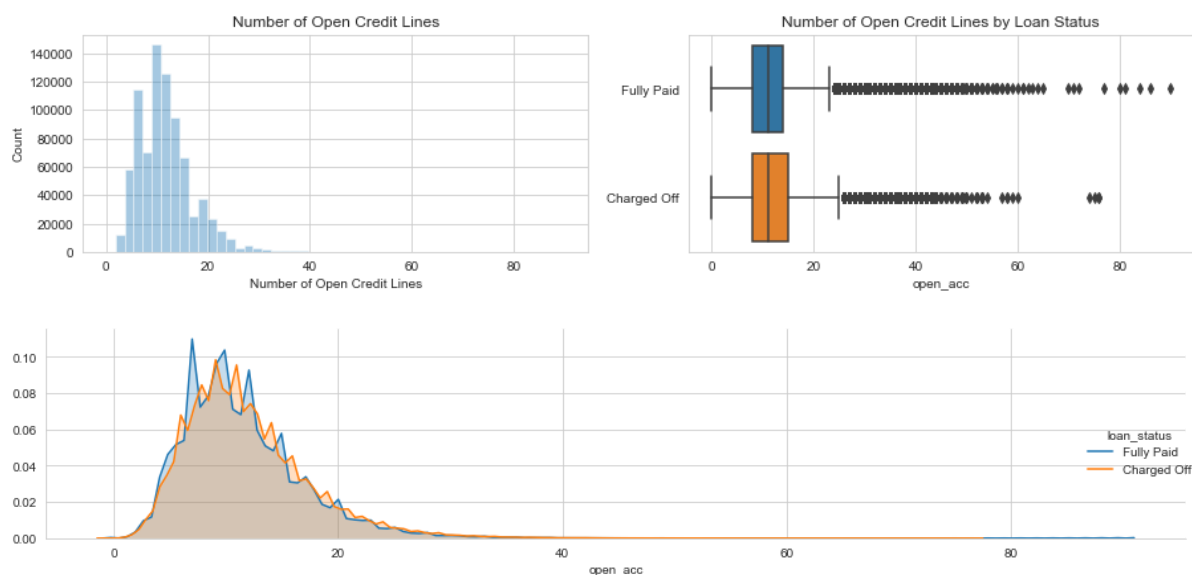 Number of Open Credit Lines
140000
120000
100000
80000
60000
40000
20000
0
Count
0 20 40 60 80
Number of Open Credit Lines
Number of Open Credit Lines by Loan Status
Fully Paid
Charged Off
0 20 40 60 80
open_acc
0.10
0.08
0.06
0.04
0.02
0.00
loan_status
Fully Paid
Charged Off
0 20 40 60 80
open_acc